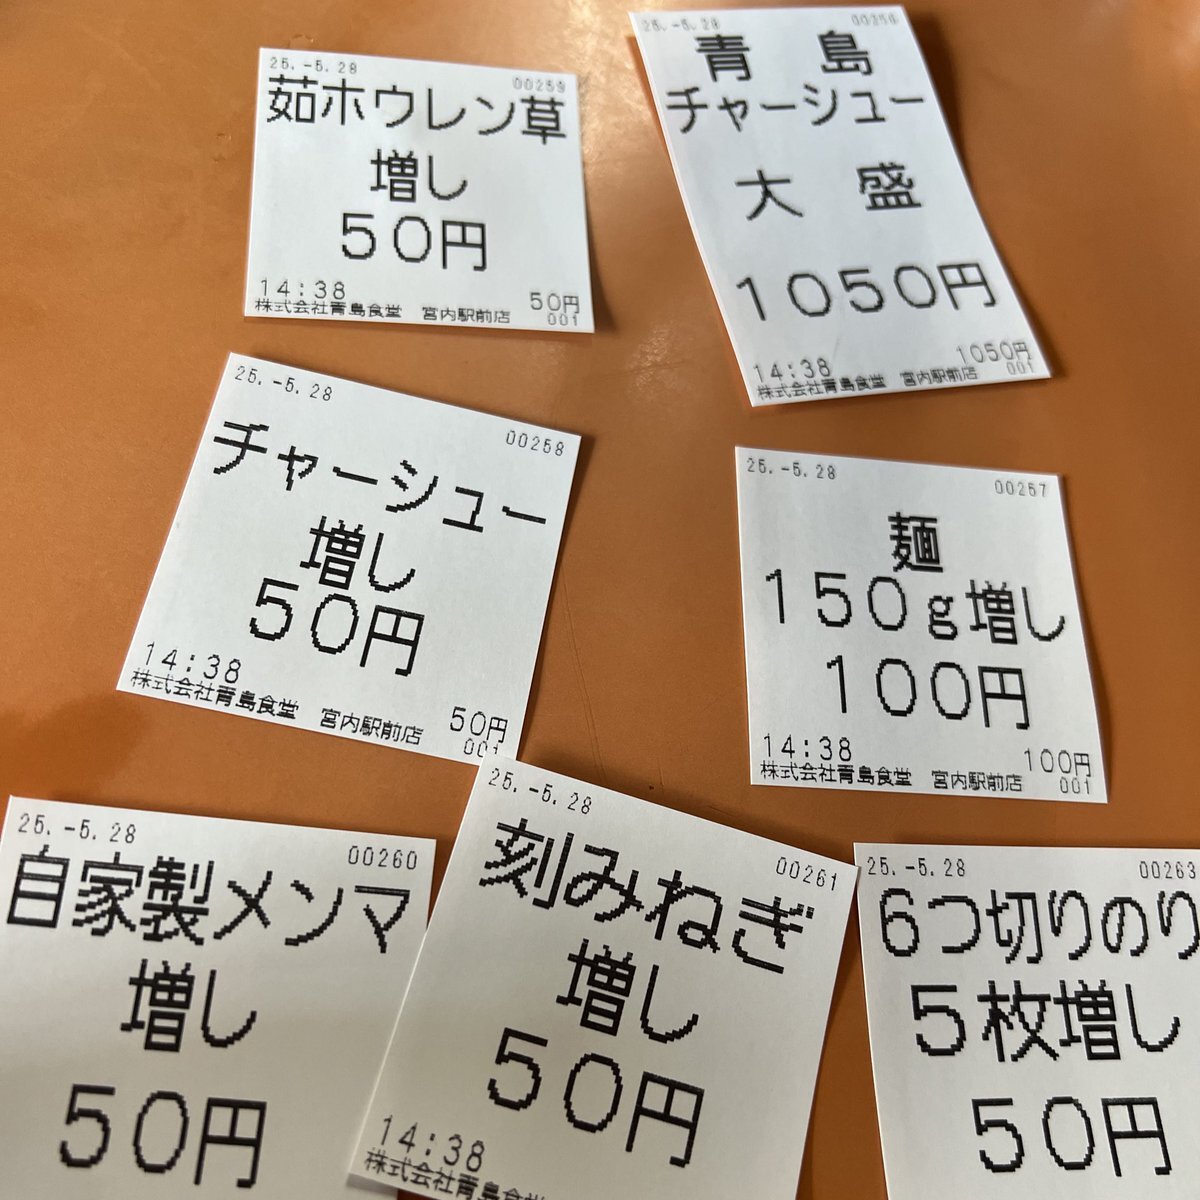 25.-5.28
00259
茹ホウレン草
増し
50円
14:38
50円
株式会社青島食堂 宮内駅前店 001
25.-5.28
00256
青島
チャーシュー
大盛
1050円
14:38
1050円
株式会社青島食堂 宮内駅前店 001
25.-5.28
00258
チャーシュー
増し
50円
14:38
50円
株式会社青島食堂 宮内駅前店 001
25.-5.28
00257
麺
150g増し
100円
14:38
100円
株式会社青島食堂 宮内駅前店 001
25.-5.28
00260
自家製メンマ
増し
50円
25.-5.28
00261
刻みねぎ
増し
50円
14:38
株式会社青島食堂
25.-5.28
00263
6つ切りのり
5枚増し
50円